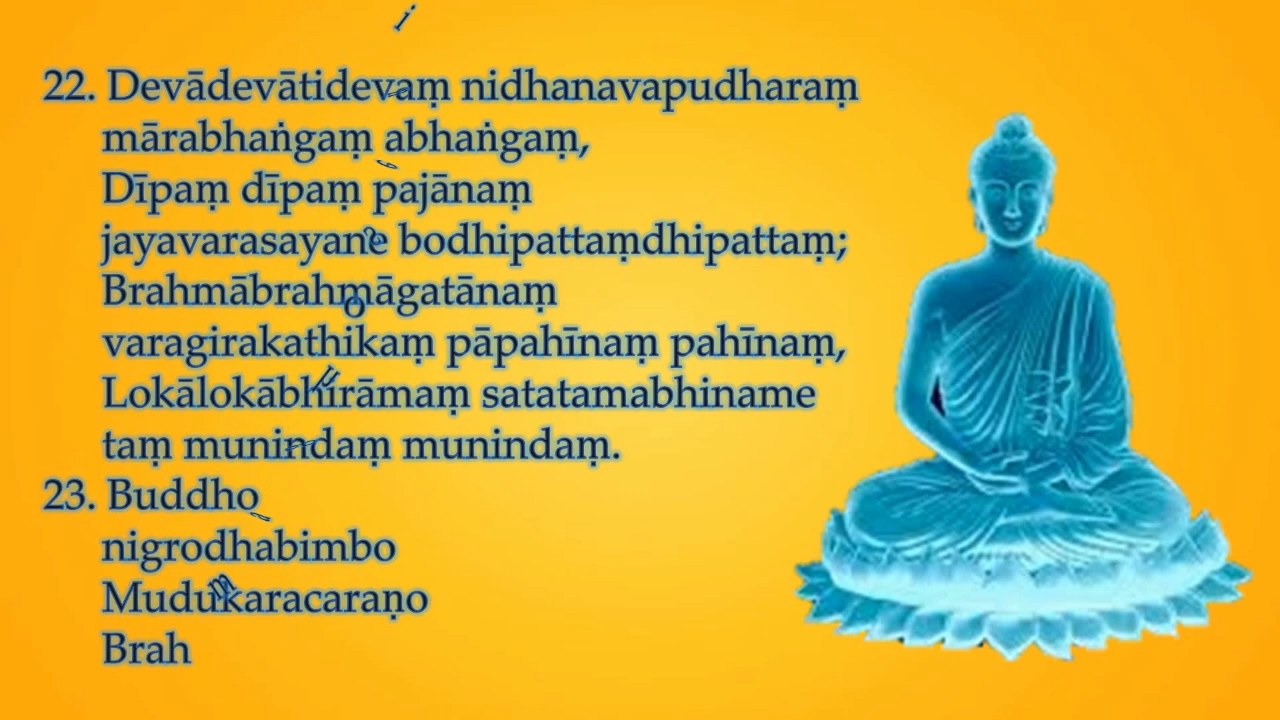 22. Devādevātidevaṃ nidhanavapudharaṃ
mārabhaṅgaṃ abhaṅgaṃ,
Dīpaṃ dīpaṃ pajānaṃ
jayavarasayane bodhipattaṃdhipattaṃ;
Brahmābrahmāgatānaṃ
varagirakathikaṃ pāpahīnaṃ pahīnaṃ,
Lokālokābhirāmaṃ satatamabhiname
taṃ munindaṃ munindaṃ.
23. Buddho
nigrodhabimbo
Mudukaracaraṇo
Brah